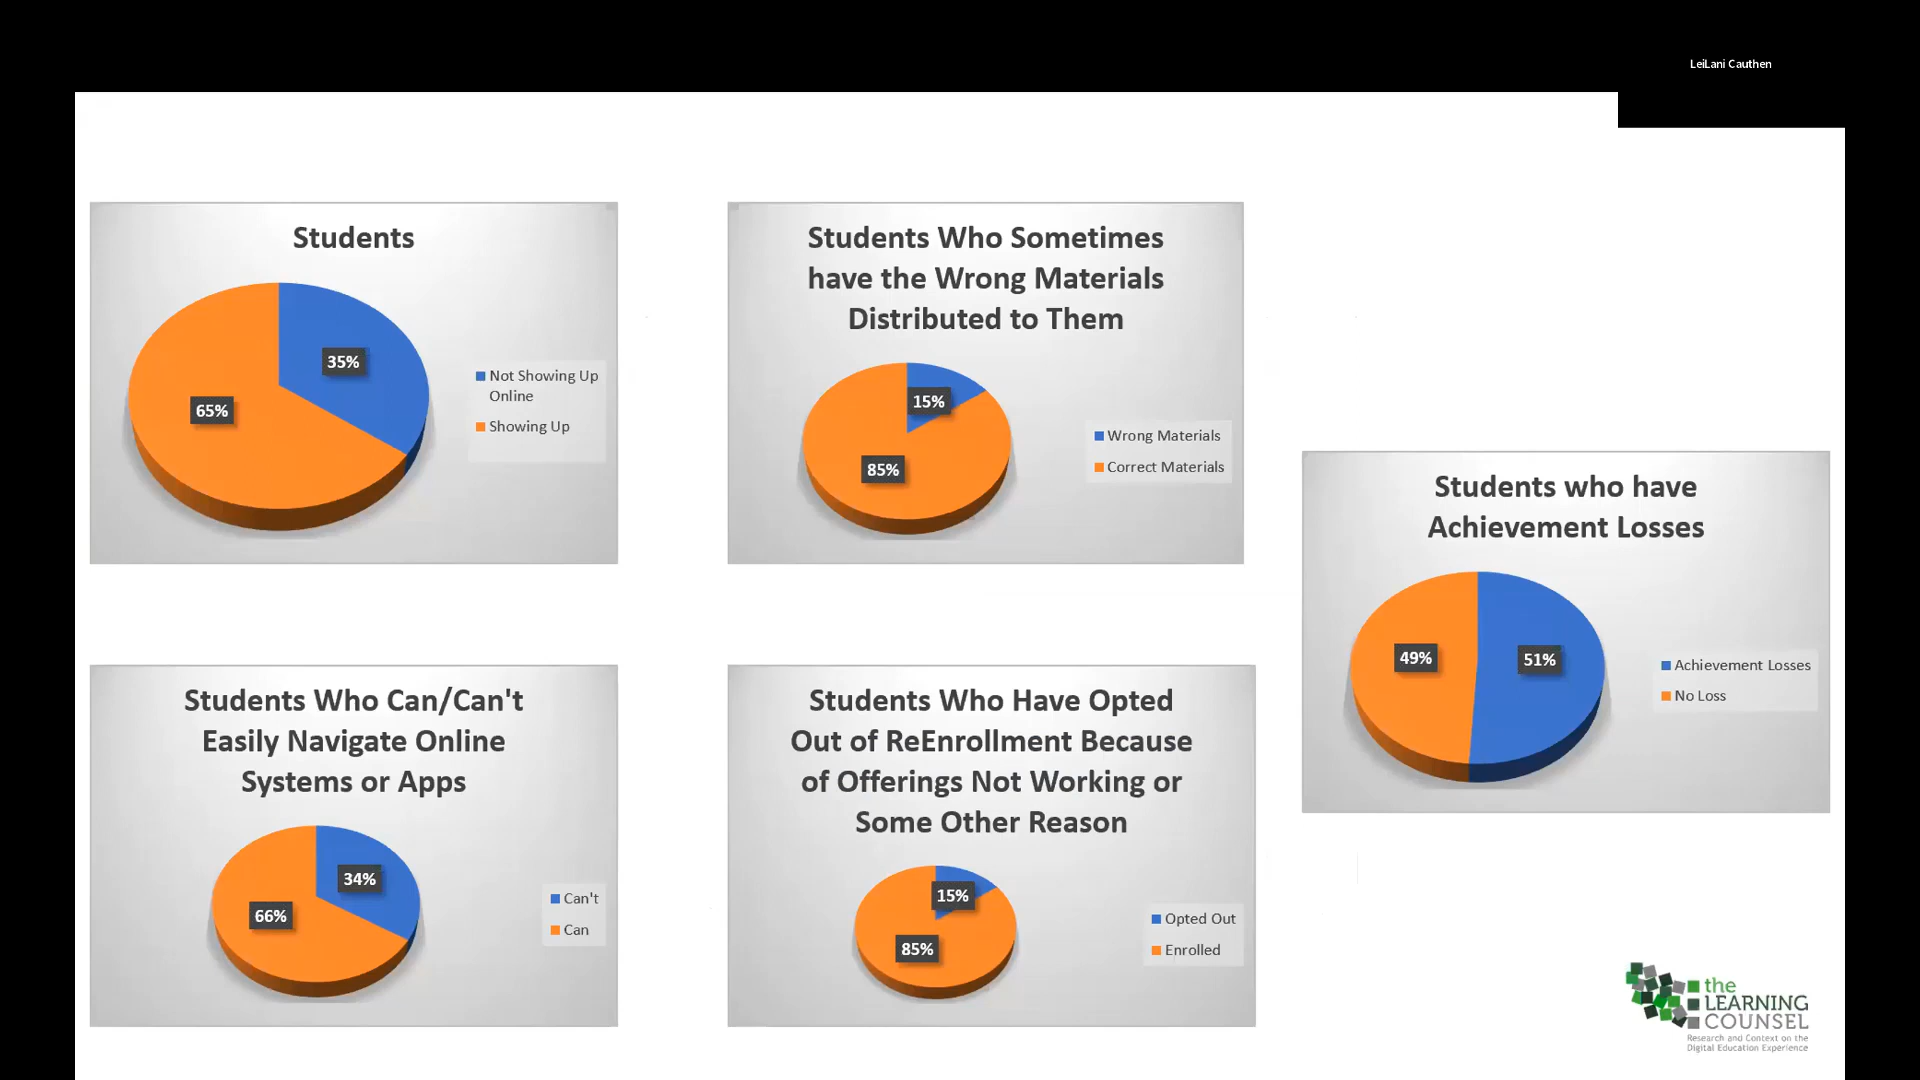 LeiLani Cauthen
Students
35%
65%
Not Showing Up
Online
Showing Up
Students Who Sometimes
have the Wrong Materials
Distributed to Them
15%
85%
Wrong Materials
Correct Materials
Students who have
Achievement Losses
49%
51%
Achievement Losses
No Loss
Students Who Can/Can't
Easily Navigate Online
Systems or Apps
34%
66%
Can't
Can
Students Who Have Opted
Out of ReEnrollment Because
of Offerings Not Working or
Some Other Reason
15%
85%
Opted Out
Enrolled
the
LEARNING
COUNSEL
Research and Context on the
Digital Education Experience